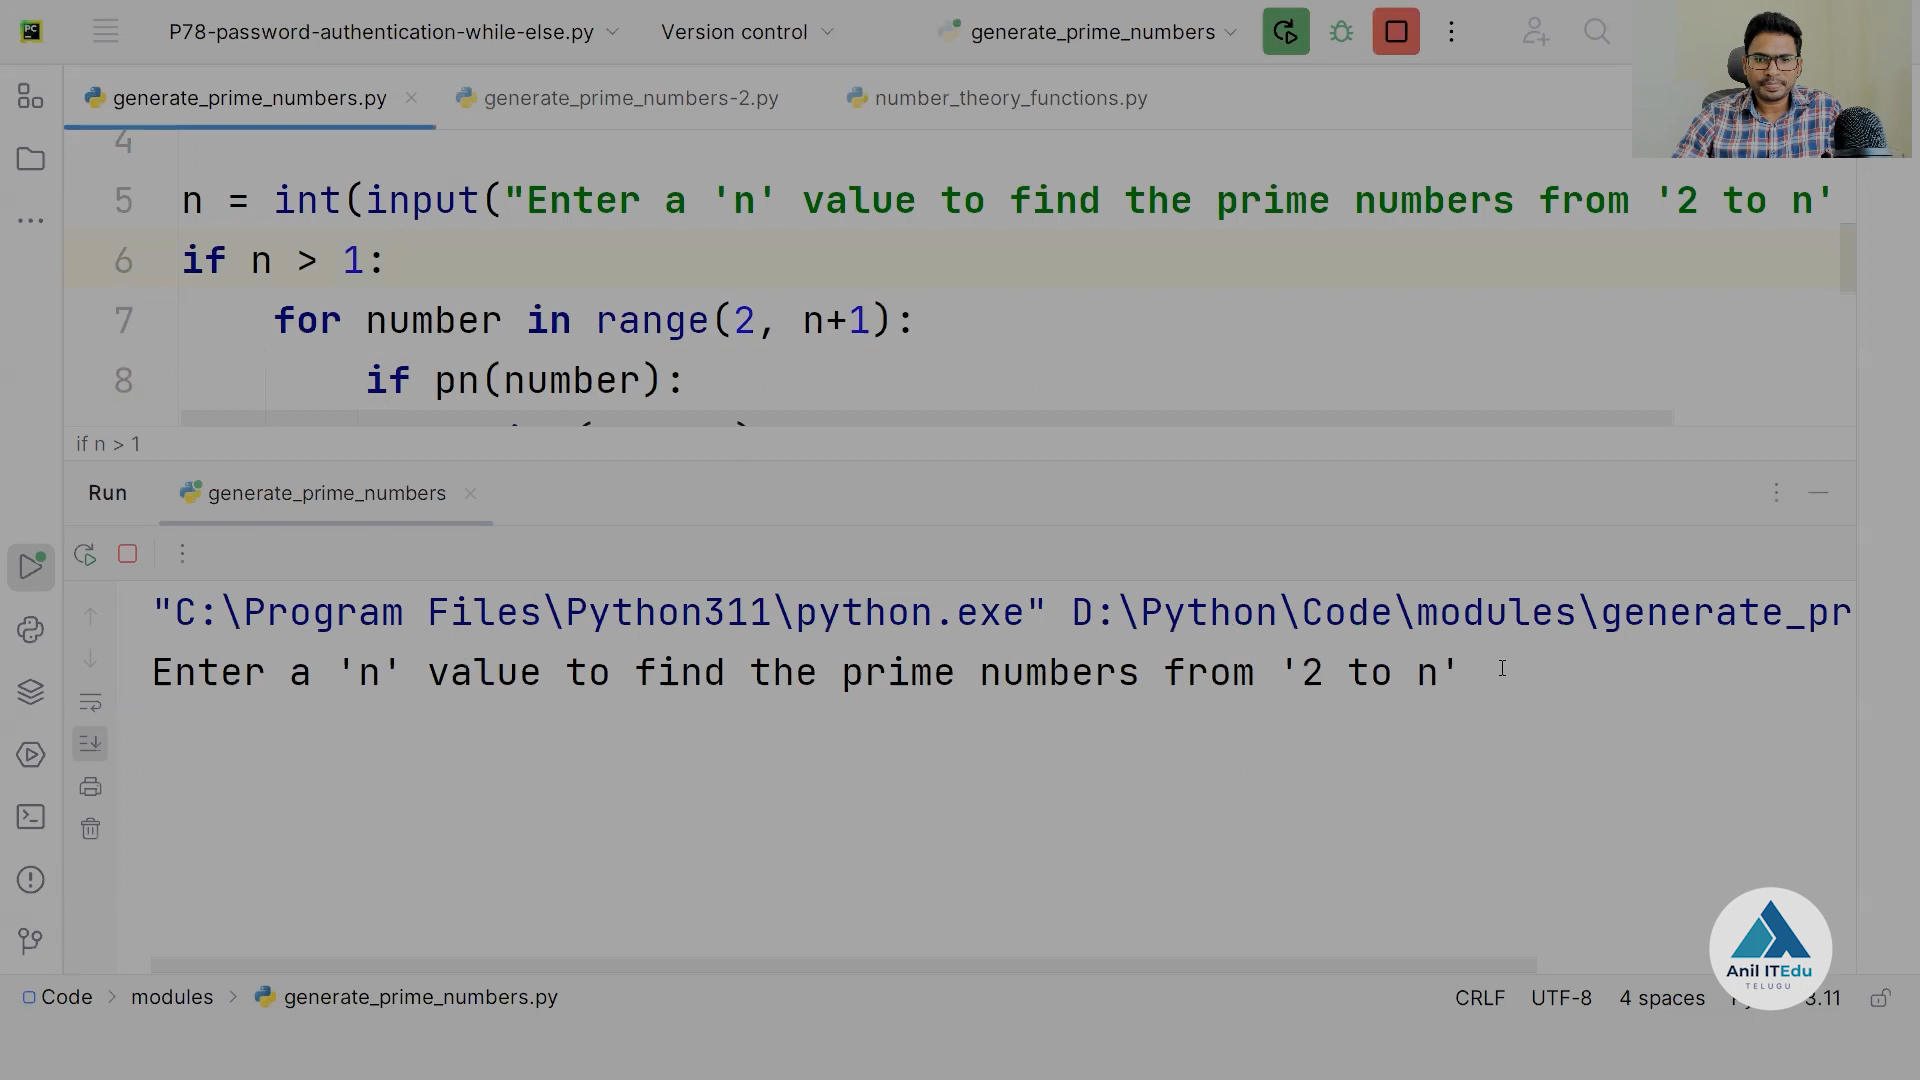 PC
P78-password-authentication-while-else.py
Version control
generate_prime_numbers
generate_prime_numbers.py
generate_prime_numbers-2.py
number_theory_functions.py
4
5 n = int(input("Enter a 'n' value to find the prime numbers from '2 to n'
6 if n > 1:
7 for number in range(2, n+1):
8 if pn(number):
if n > 1
Run
generate_prime_numbers
"C:\Program Files\Python311\python.exe" D:\Python\Code\modules\generate_pr
Enter a 'n' value to find the prime numbers from '2 to n'
Anil ITEdu
TELUGU
Code
modules
generate_prime_numbers.py
CRLF
UTF-8
4 spaces
3.11